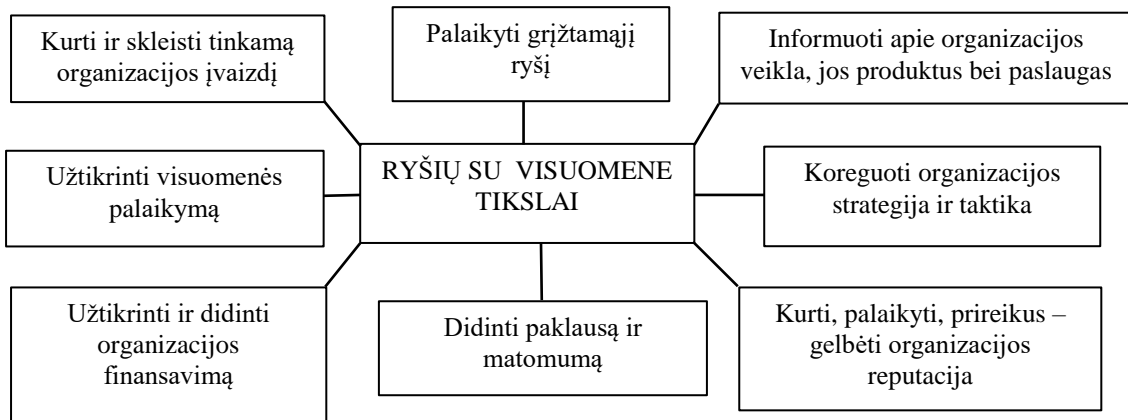 Kurti ir skleisti tinkamą
organizacijos įvaizdį
Palaikyti grįžtamąjį
ryšį
Informuoti apie organizacijos
veikla, jos produktus bei paslaugas
Užtikrinti visuomenės
palaikymą
RYŠIŲ SU VISUOMENE
TIKSLAI
Koreguoti organizacijos
strategija ir taktika
Užtikrinti ir didinti
organizacijos
finansavimą
Didinti paklausą ir
matomumą
Kurti, palaikyti, prireikus –
gelbėti organizacijos
reputacija